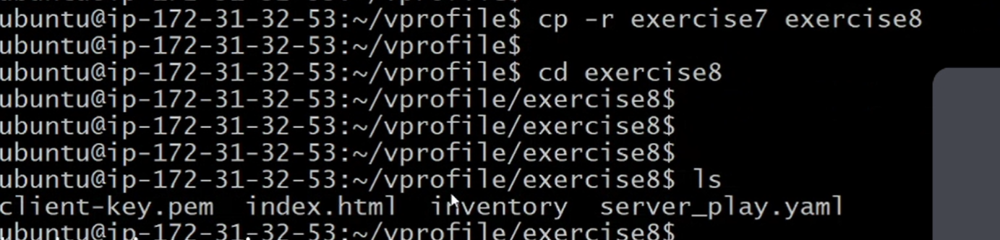 ubuntu@ip-172-31-32-53:~/vprofile$ cp -r exercise7 exercise8
ubuntu@ip-172-31-32-53:~/vprofile$
ubuntu@ip-172-31-32-53:~/vprofile$ cd exercise8
ubuntu@ip-172-31-32-53:~/vprofile/exercise8$
ubuntu@ip-172-31-32-53:~/vprofile/exercise8$
ubuntu@ip-172-31-32-53:~/vprofile/exercise8$
ubuntu@ip-172-31-32-53:~/vprofile/exercise8$ ls
client-key.pem  index.html  inventory  server_play.yaml
ubuntu@ip-172-31-32-53:~/vprofile/exercise8$